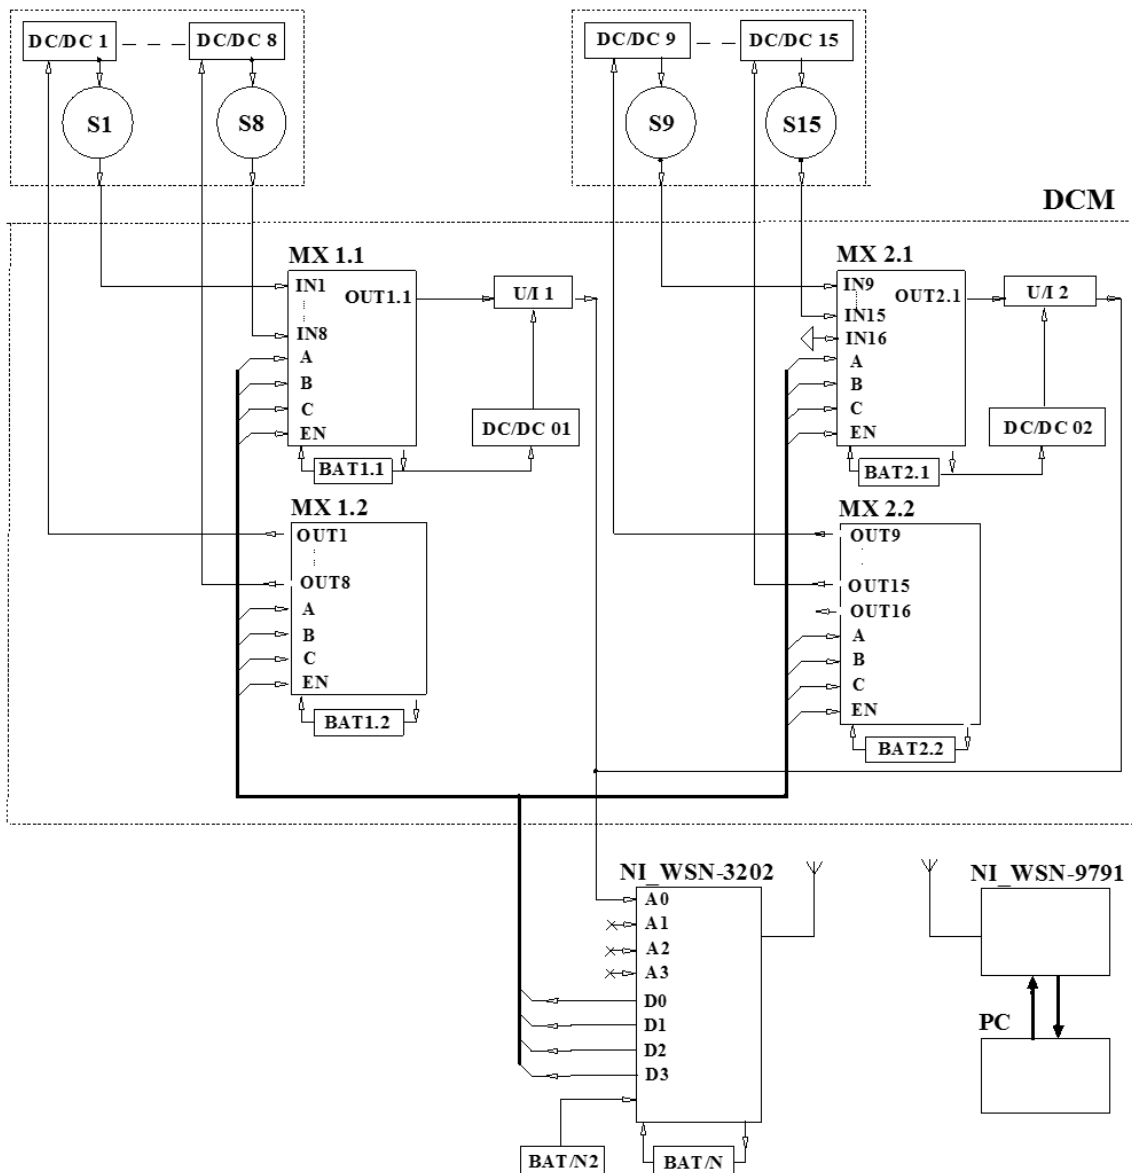 DC/DC 1
DC/DC 8
DC/DC 9
DC/DC 15
S1
S8
S9
S15
DCM
MX 1.1
IN1
OUT1.1
IN8
A
B
C
EN
U/I 1
DC/DC 01
BAT1.1
MX 2.1
IN9
OUT2.1
IN15
IN16
A
B
C
EN
U/I 2
DC/DC 02
BAT2.1
MX 1.2
OUT1
OUT8
A
B
C
EN
BAT1.2
MX 2.2
OUT9
OUT15
OUT16
A
B
C
EN
BAT2.2
NI_WSN-3202
A0
A1
A2
A3
D0
D1
D2
D3
BAT/N2
BAT/N
NI_WSN-9791
PC